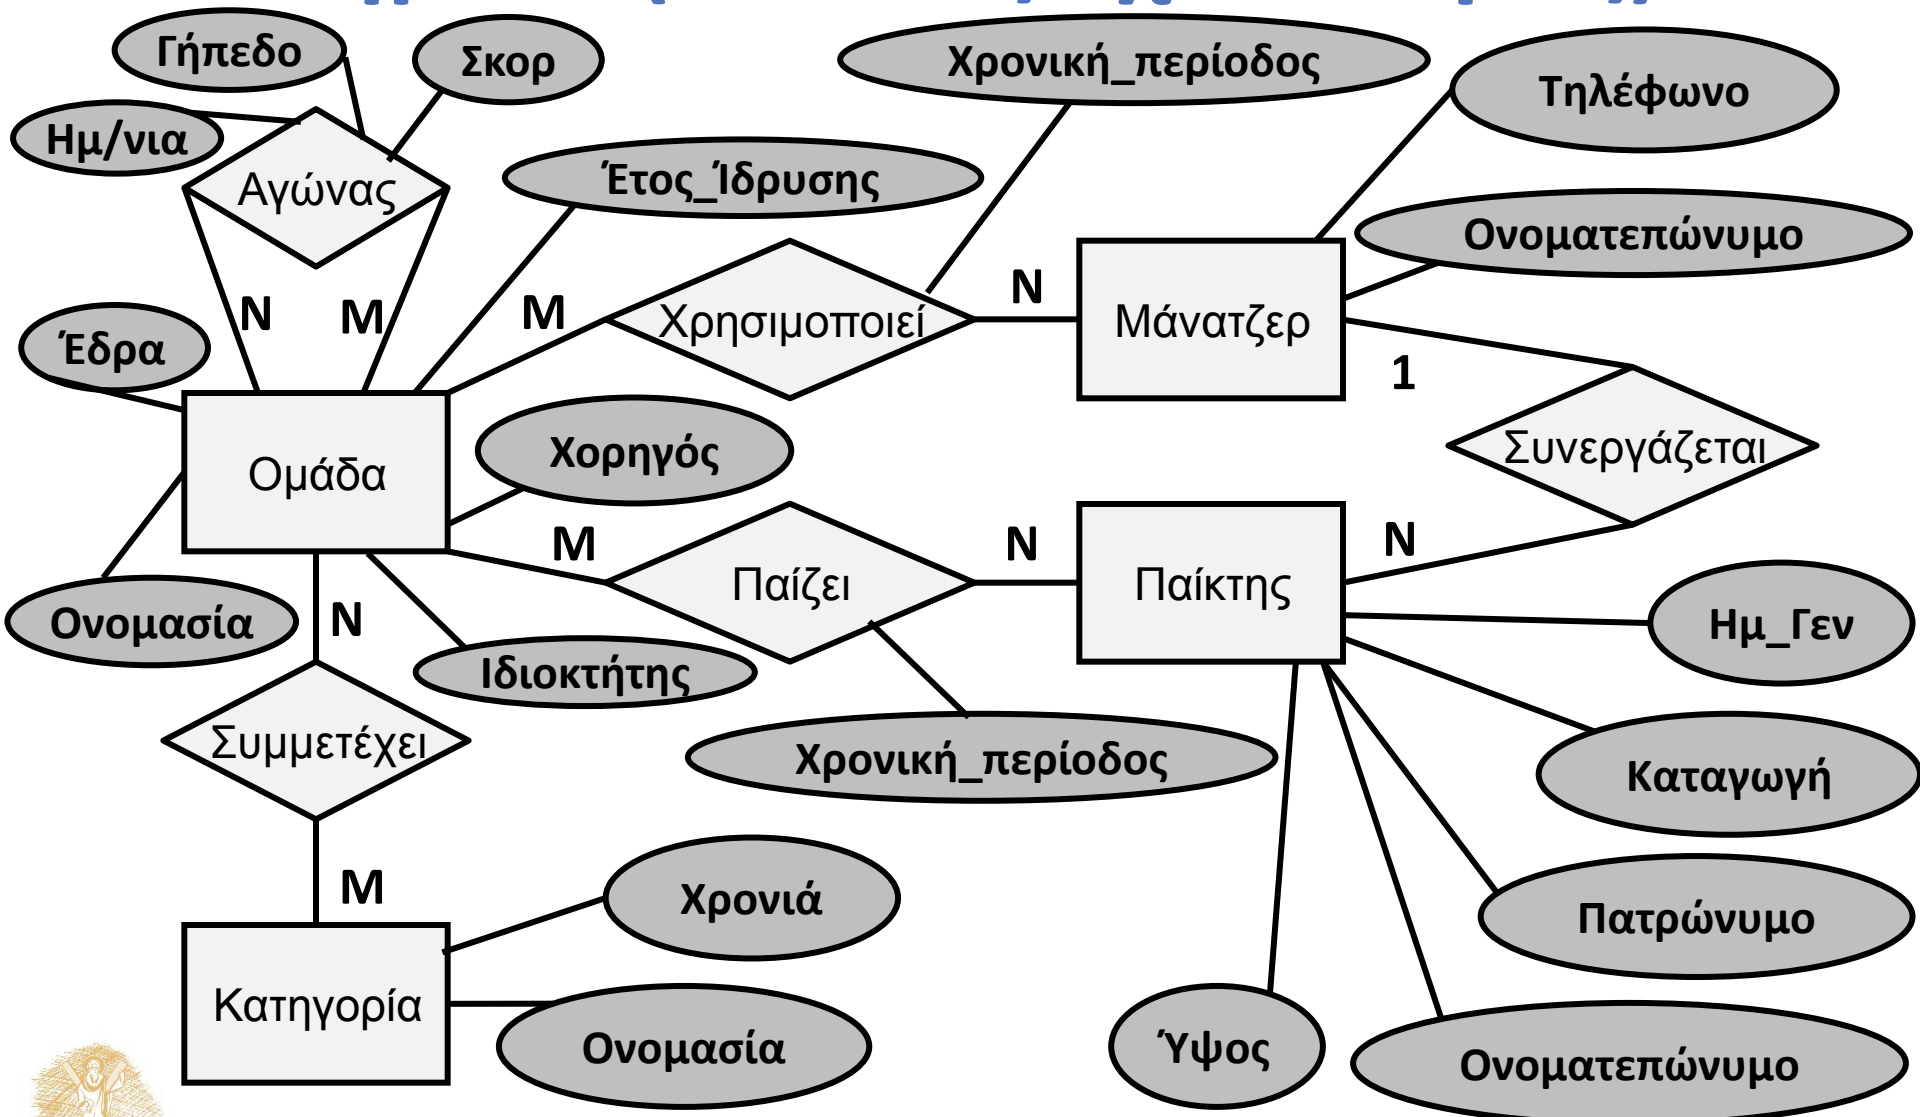 Γήπεδο
Σκορ
Χρονική_περίοδος
Τηλέφωνο
Ημ/νια
Αγώνας
Έτος_Ίδρυσης
Ονοματεπώνυμο
N
M
M
Χρησιμοποιεί
N
Μάνατζερ
Έδρα
1
Ομάδα
Χορηγός
Συνεργάζεται
M
Παίζει
N
Παίκτης
N
Ονομασία
N
Ιδιοκτήτης
Ημ_Γεν
Συμμετέχει
Χρονική_περίοδος
Καταγωγή
M
Χρονιά
Πατρώνυμο
Κατηγορία
Ονομασία
Ύψος
Ονοματεπώνυμο